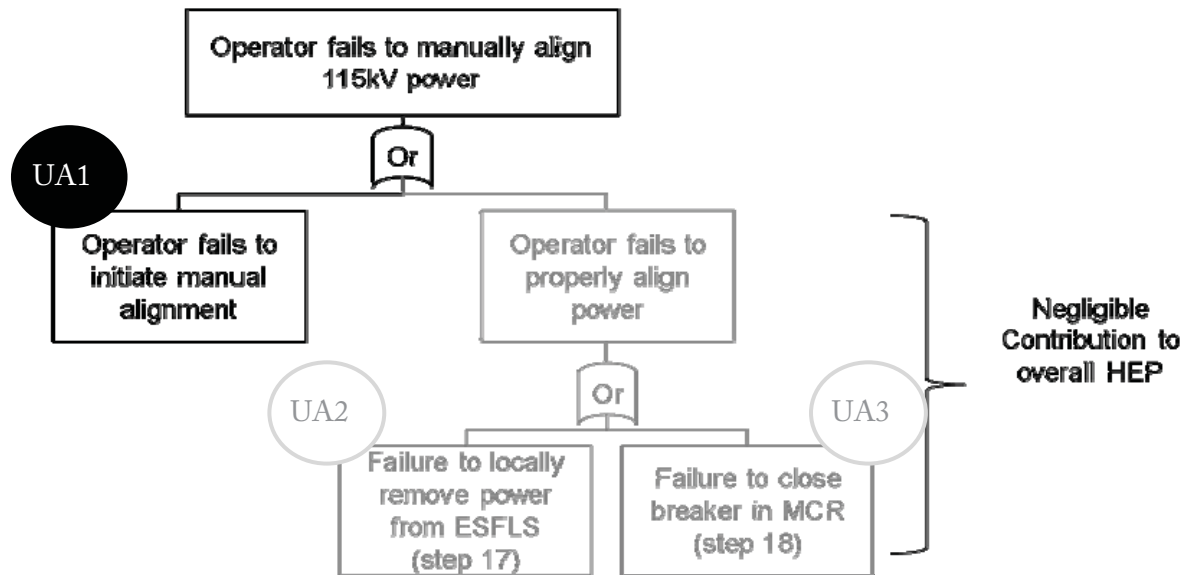 Operator fails to manually align
115kV power
Or
UA1
Operator fails to
initiate manual
alignment
Operator fails to
properly align
power
Negligible
Contribution to
overall HEP
Or
UA2
UA3
Failure to locally
remove power
from ESFLS
(step 17)
Failure to close
breaker in MCR
(step 18)